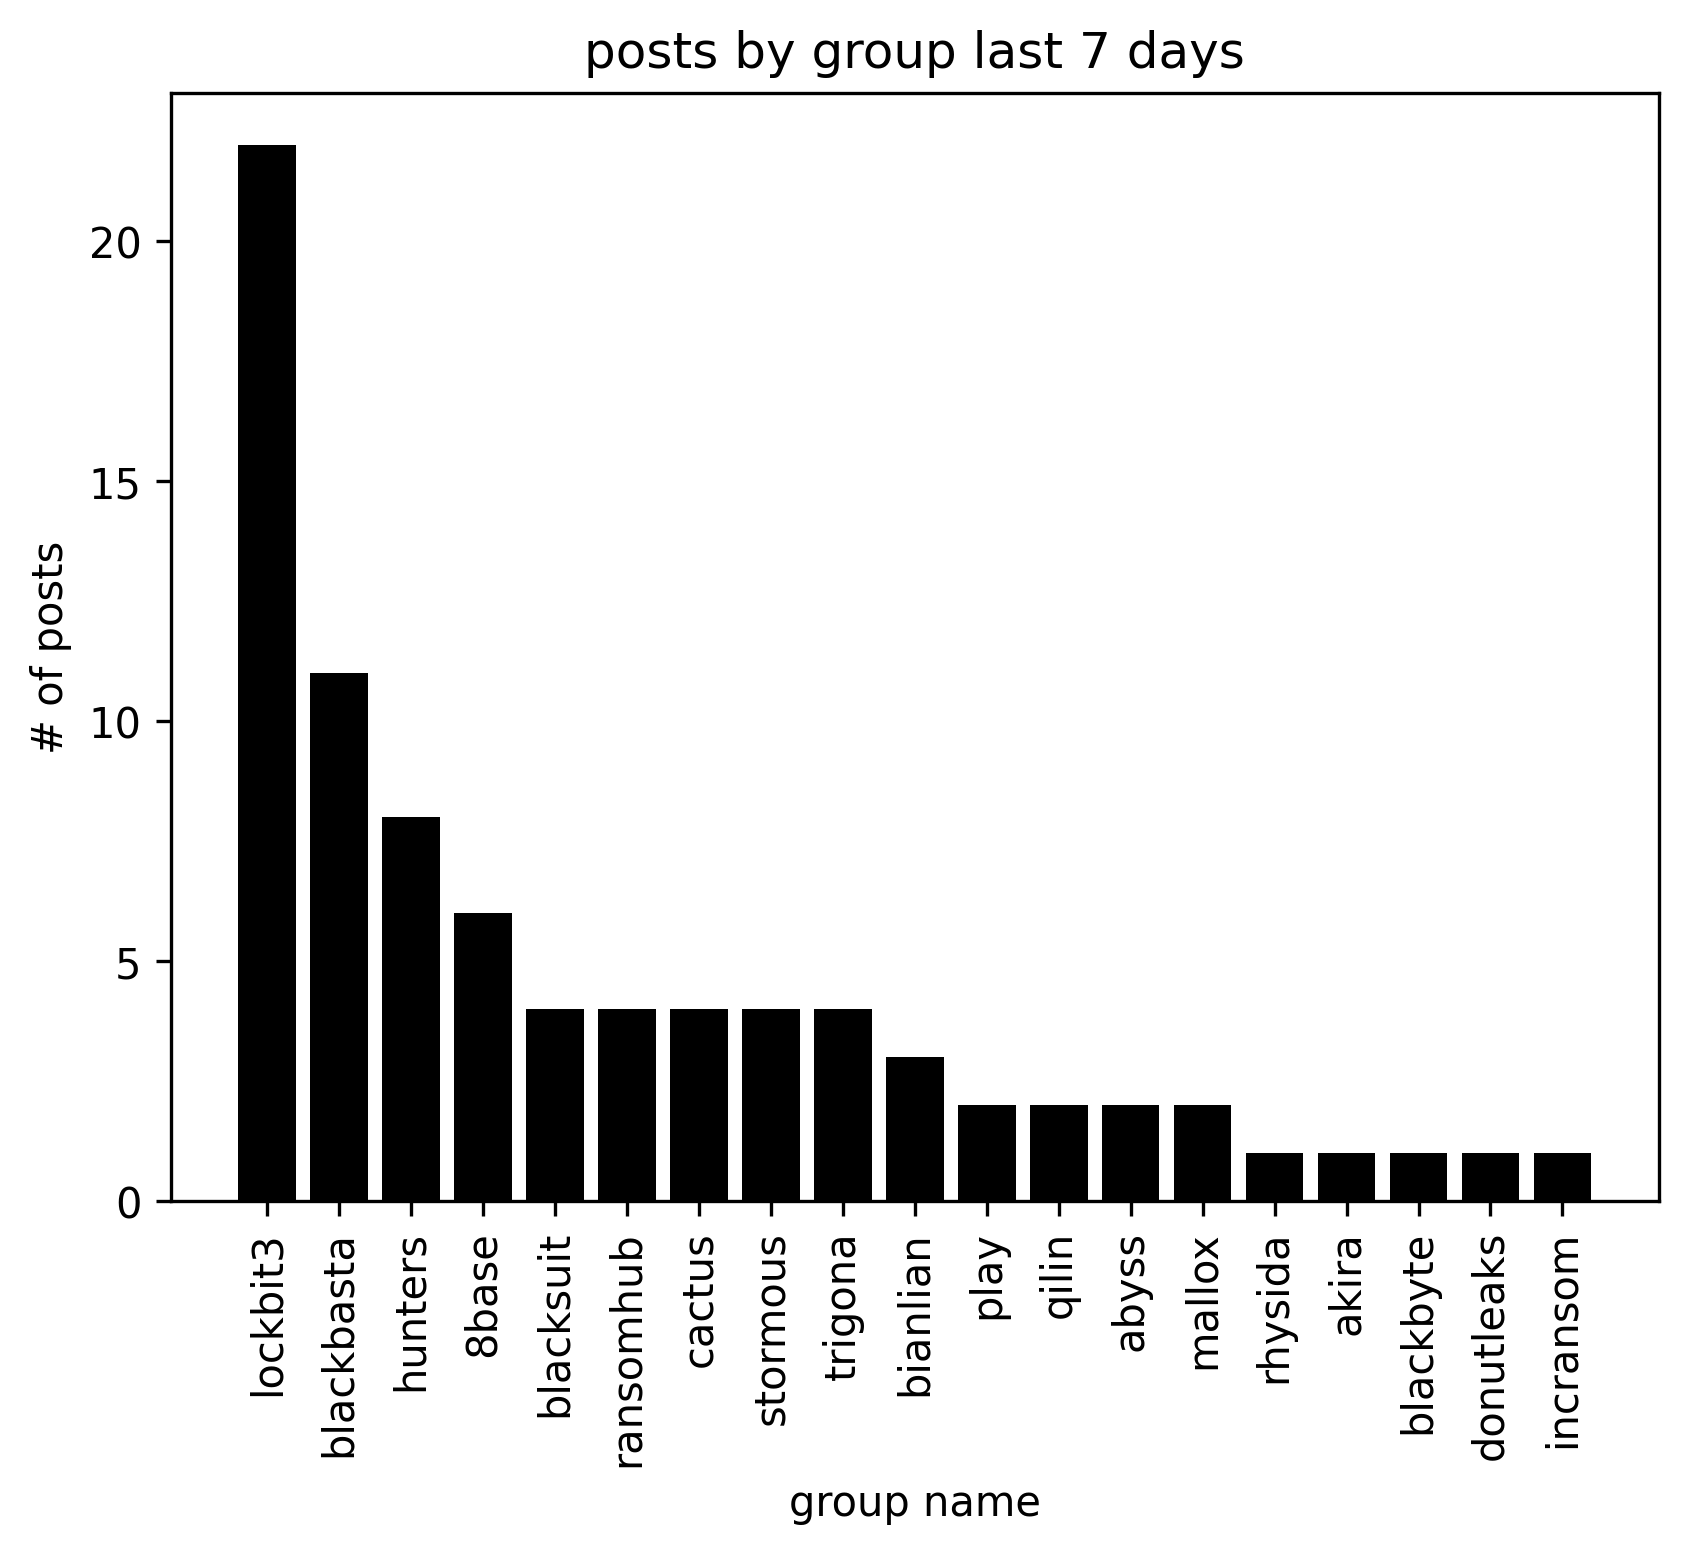 posts by group last 7 days
# of posts
20
15
10
5
0
lockbit3
blackbasta
hunters
8base
blacksuit
ransomhub
cactus
stormous
trigona
bianlian
play
qilin
abyss
mallox
rhysida
akira
blackbyte
donutleaks
incransom
group name